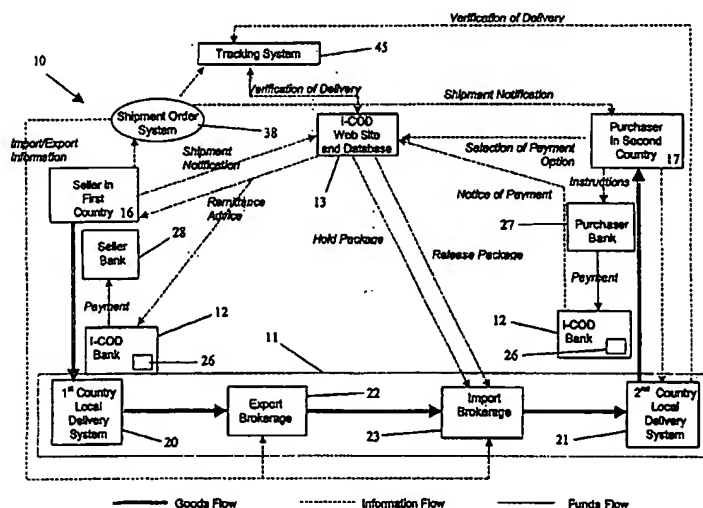 Verification of Delivery
Tracking System
45
10
Verification of Delivery
Shipment Notification
Shipment Order
System
38
I-COD
Web Site
and Database
13
Purchaser
In Second
Country
17
Import/Export
Information
Shipment
Notification
Selection of Payment
Option
Seller in
First
Country 16
Remittance
Advice
Notice of Payment
Instructions
28
Seller
Bank
27
Purchaser
Bank
Hold Package
Release Package
Payment
Payment
I-COD
Bank
12
26
12
I-COD
Bank
26
11
1st Country
Local
Delivery
System
20
Export
Brokerage
22
Import
Brokerage
23
2nd Country
Local
Delivery
System
21
Goods Flow
Information Flow
Funds Flow